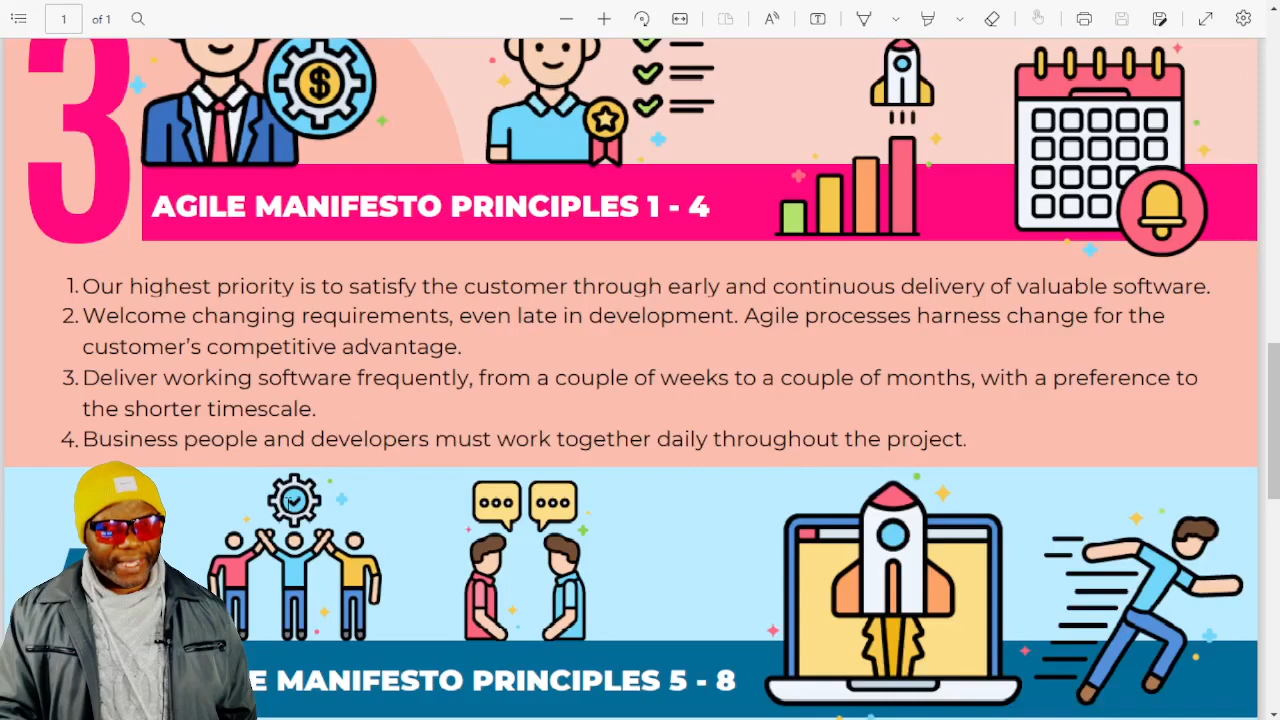 1
of 1
3
$
AGILE MANIFESTO PRINCIPLES 1 - 4
1. Our highest priority is to satisfy the customer through early and continuous delivery of valuable software.
2. Welcome changing requirements, even late in development. Agile processes harness change for the
customer’s competitive advantage.
3. Deliver working software frequently, from a couple of weeks to a couple of months, with a preference to
the shorter timescale.
4. Business people and developers must work together daily throughout the project.
E MANIFESTO PRINCIPLES 5 - 8